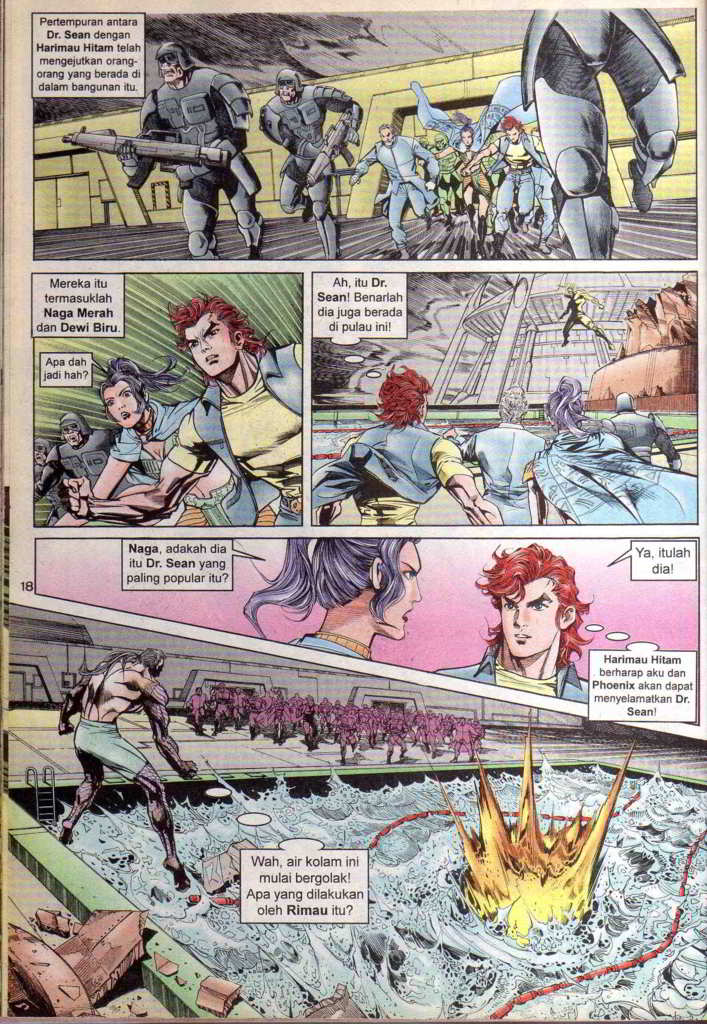 Pertempuran antara
Dr. Sean dengan
Harimau Hitam telah
mengejutkan orang-
orang yang berada di
dalam bangunan itu.
Mereka itu
termasuklah
Naga Merah
dan Dewi Biru.
Apa dah
jadi hah?
Ah, itu Dr.
Sean! Benarlah
dia juga berada
di pulau ini!
18
Naga, adakah dia
itu Dr. Sean yang
paling popular itu?
Ya, itulah
dia!
Harimau Hitam
berharap aku dan
Phoenix akan dapat
menyelamatkan Dr.
Sean!
Wah, air kolam ini
mulai bergolak!
Apa yang dilakukan
oleh Rimau itu?